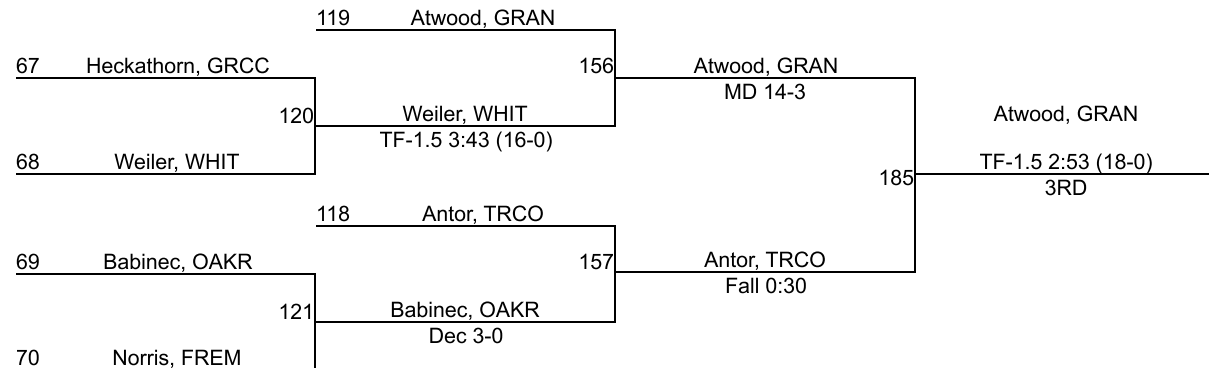 119 Atwood, GRAN
67 Heckathorn, GRCC
156
Atwood, GRAN
MD 14-3
120
Weiler, WHIT
TF-1.5 3:43 (16-0)
Atwood, GRAN
68 Weiler, WHIT
TF-1.5 2:53 (18-0)
185
3RD
118 Antor, TRCO
69 Babinec, OAKR
157
Antor, TRCO
Fall 0:30
121
Babinec, OAKR
Dec 3-0
70 Norris, FREM